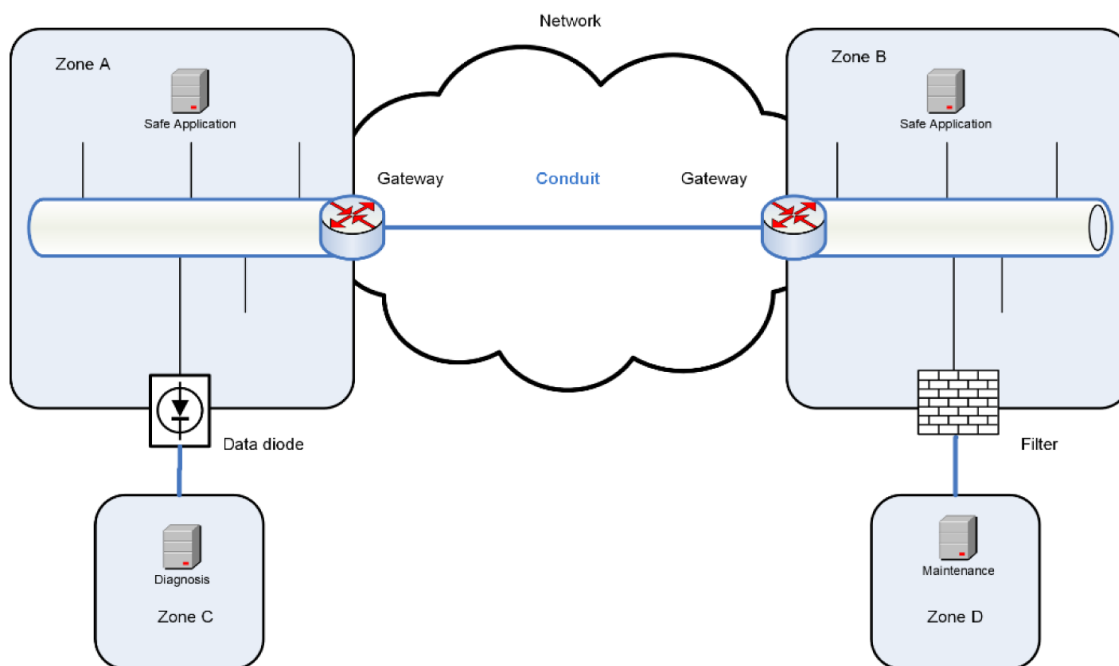 Network
Zone A
Zone B
Safe Application
Safe Application
Gateway
Conduit
Gateway
Data diode
Filter
Diagnosis
Maintenance
Zone C
Zone D